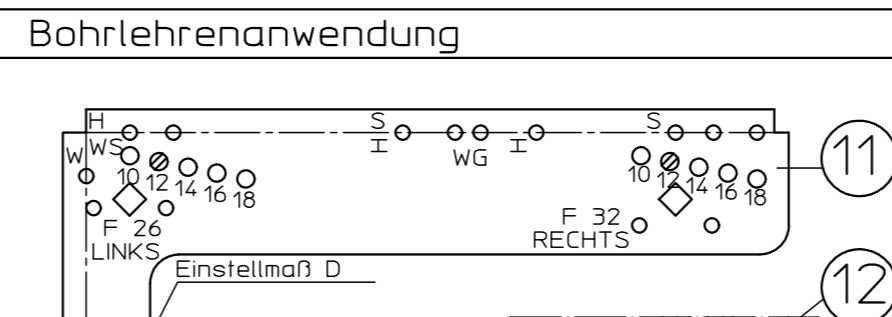 Bohrlehrenanwendung
H S S
W WS I WG I 11
10 12 14 16 18 10 12 14 16 18
F 26 F 32
LINKS RECHTS
Einstellmaß D 12